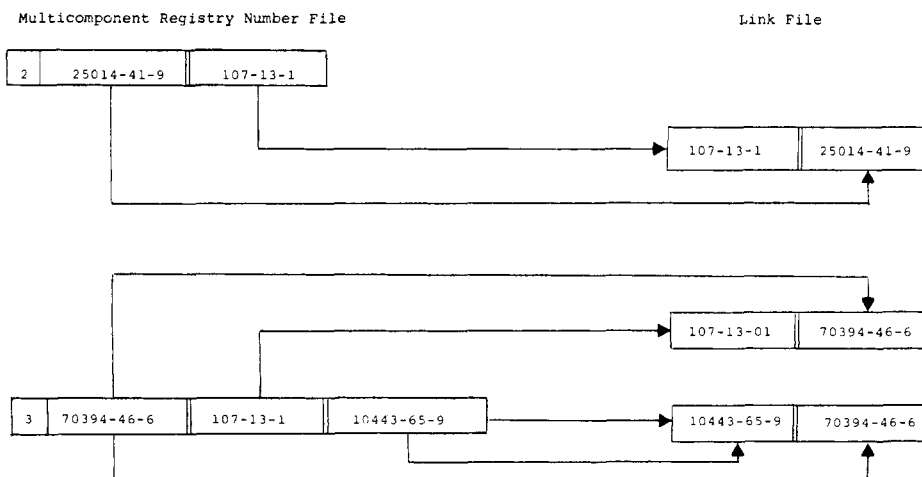 Multicomponent Registry Number File
Link File
2 25014-41-9 107-13-1
107-13-1 25014-41-9
107-13-01 70394-46-6
3 70394-46-6 107-13-1 10443-65-9
10443-65-9 70394-46-6